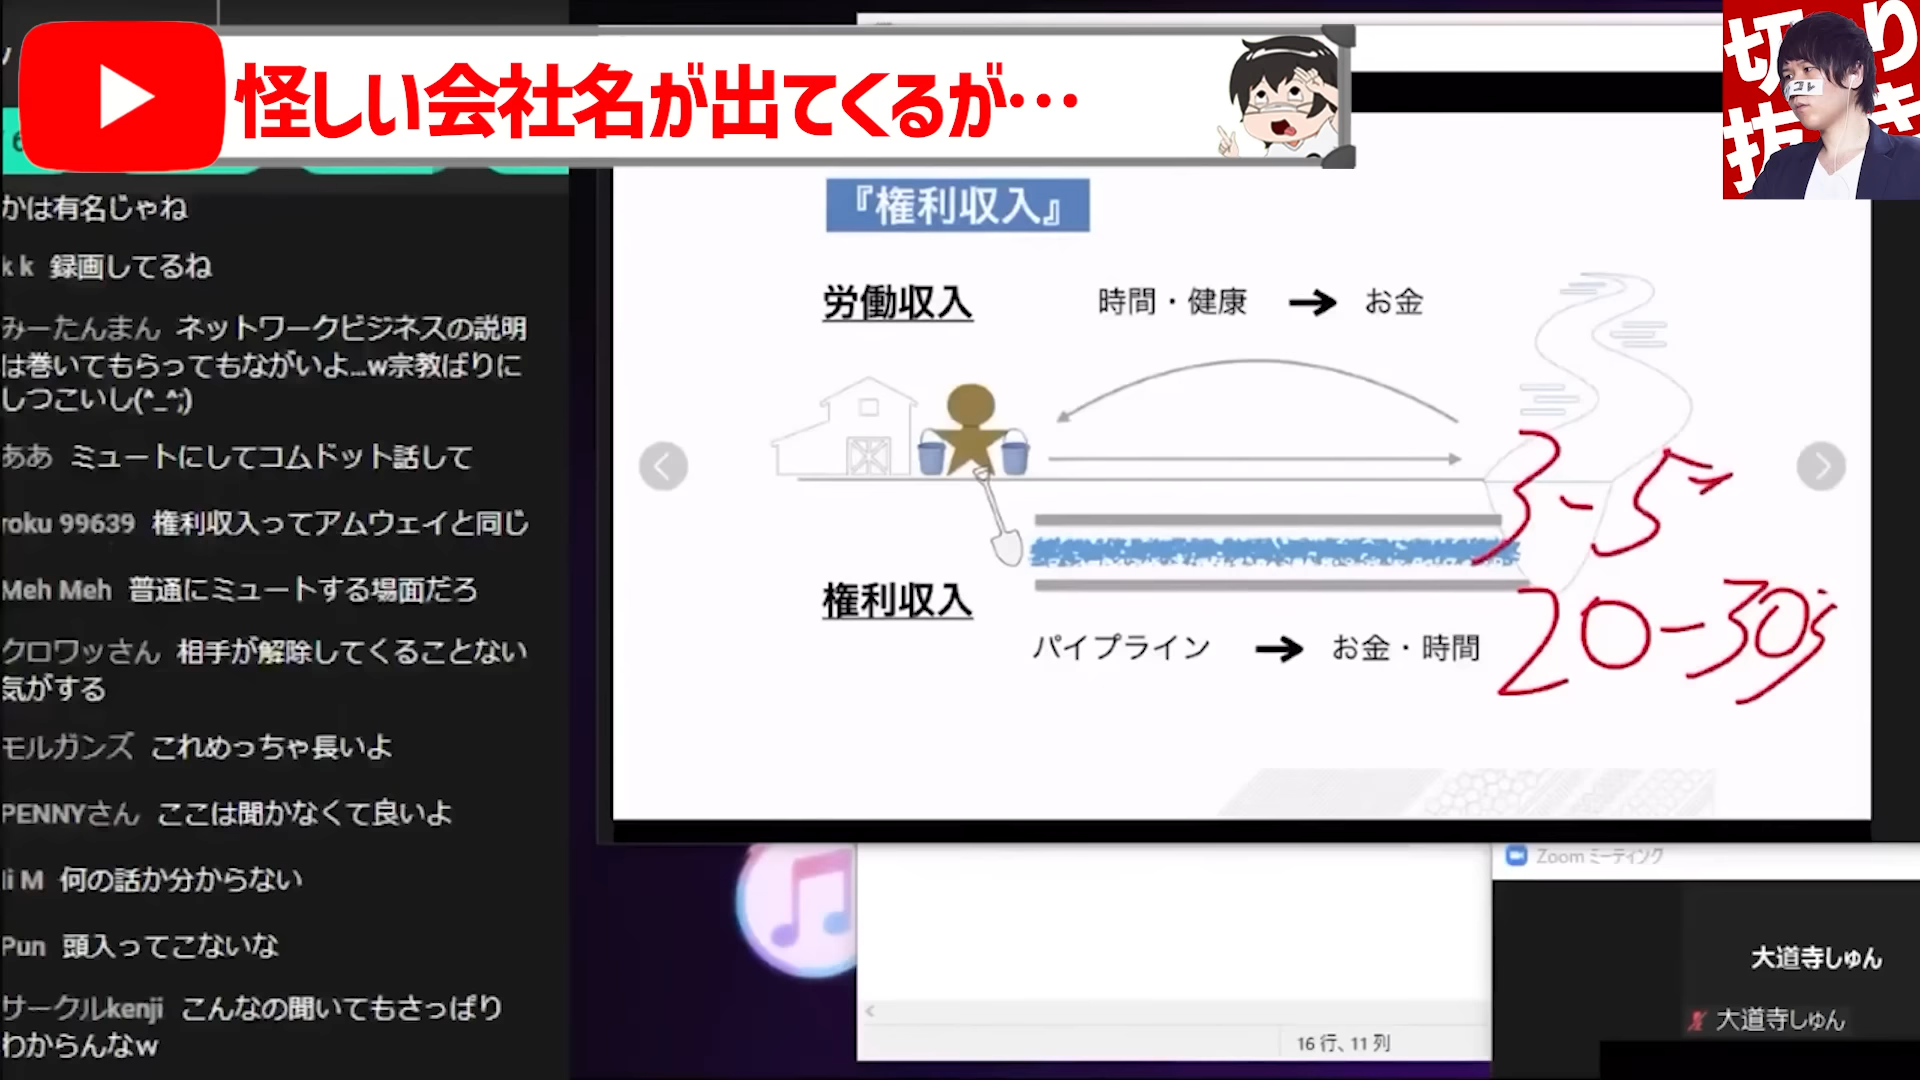 怪しい会社名が出てくるが…
切り抜き
かは有名じゃね
k k 録画してるね
みーたんまん ネットワークビジネスの説明
は巻いてもらってもながいよ...w宗教ばりに
しつこいし(^_^;)
ああ ミュートにしてコムドット話して
roku 99639 権利収入ってアムウェイと同じ
Meh Meh 普通にミュートする場面だろ
クロワッさん 相手が解除してくることない
気がする
モルガンズ これめっちゃ長いよ
PENNYさん ここは聞かなくて良いよ
li M 何の話か分からない
Pun 頭入ってこないな
サークルkenji こんなの聞いてもさっぱり
わからんなw
『権利収入』
労働収入 時間・健康 → お金
3-5
権利収入
20-30
パイプライン → お金・時間
Zoom ミーティング
大道寺しゅん
大道寺しゅん
16 行、11 列